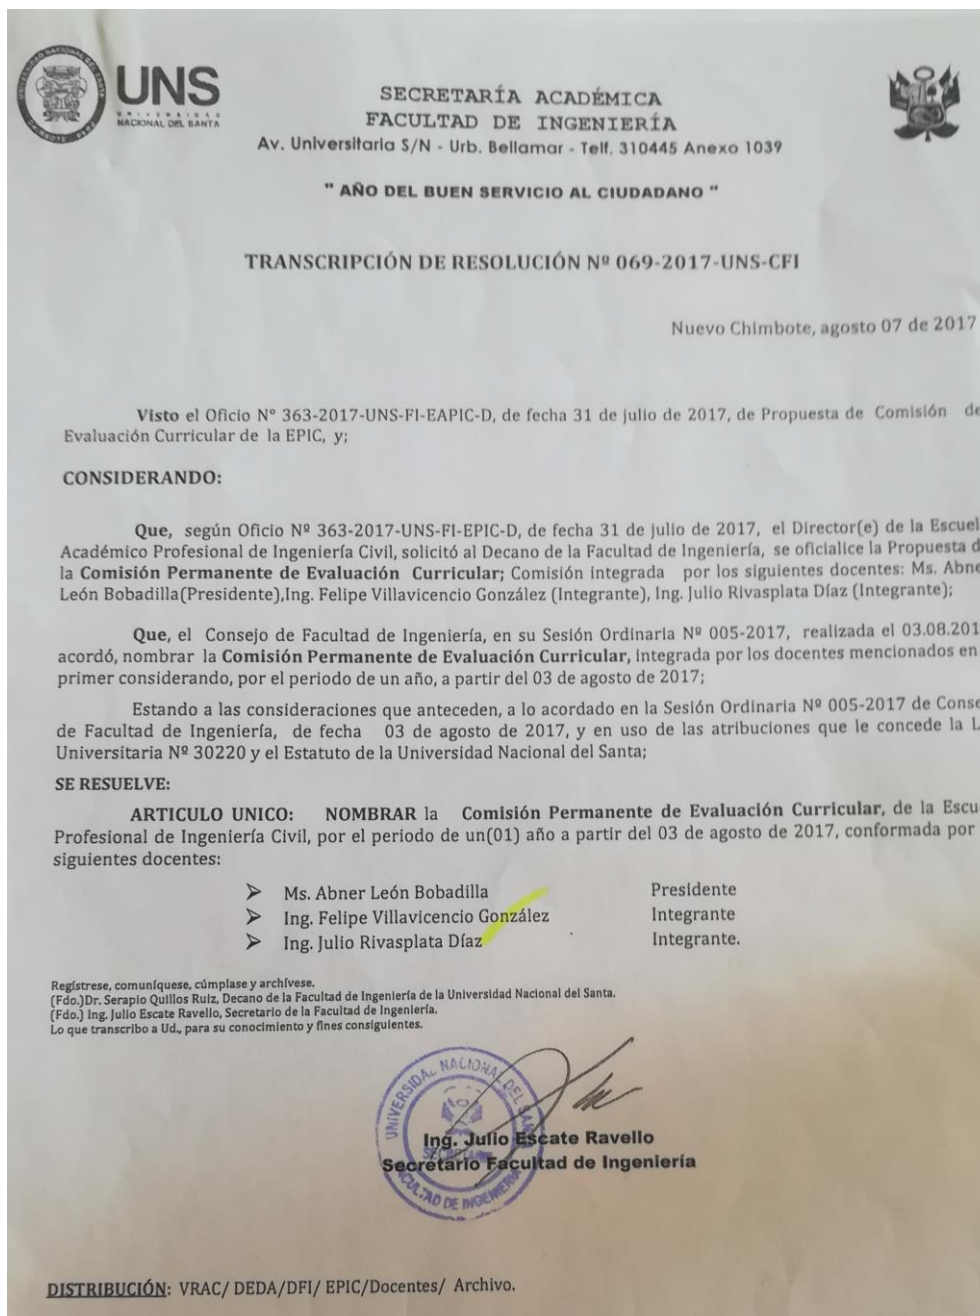 UNS
UNIVERSIDAD
NACIONAL DEL SANTA
SECRETARÍA ACADÉMICA
FACULTAD DE INGENIERÍA
Av. Universitaria S/N - Urb. Bellamar - Telf. 310445 Anexo 1039
" AÑO DEL BUEN SERVICIO AL CIUDADANO "
TRANSCRIPCIÓN DE RESOLUCIÓN Nº 069-2017-UNS-CFI
Nuevo Chimbote, agosto 07 de 2017
Visto el Oficio N° 363-2017-UNS-FI-EAPIC-D, de fecha 31 de julio de 2017, de Propuesta de Comisión de
Evaluación Curricular de la EPIC, y;
CONSIDERANDO:
Que, según Oficio Nº 363-2017-UNS-FI-EPIC-D, de fecha 31 de julio de 2017, el Director(e) de la Escuel
Académico Profesional de Ingeniería Civil, solicitó al Decano de la Facultad de Ingeniería, se oficialice la Propuesta d
la Comisión Permanente de Evaluación Curricular; Comisión integrada por los siguientes docentes: Ms. Abne
León Bobadilla(Presidente),Ing. Felipe Villavicencio González (Integrante), Ing. Julio Rivasplata Díaz (Integrante);
Que, el Consejo de Facultad de Ingeniería, en su Sesión Ordinaria Nº 005-2017, realizada el 03.08.201
acordó, nombrar la Comisión Permanente de Evaluación Curricular, integrada por los docentes mencionados en
primer considerando, por el periodo de un año, a partir del 03 de agosto de 2017;
Estando a las consideraciones que anteceden, a lo acordado en la Sesión Ordinaria Nº 005-2017 de Conse
de Facultad de Ingeniería, de fecha 03 de agosto de 2017, y en uso de las atribuciones que le concede la L
Universitaria Nº 30220 y el Estatuto de la Universidad Nacional del Santa;
SE RESUELVE:
ARTICULO UNICO: NOMBRAR la Comisión Permanente de Evaluación Curricular, de la Escu
Profesional de Ingeniería Civil, por el periodo de un(01) año a partir del 03 de agosto de 2017, conformada por
siguientes docentes:
➢ Ms. Abner León Bobadilla Presidente
➢ Ing. Felipe Villavicencio González Integrante
➢ Ing. Julio Rivasplata Díaz Integrante.
Regístrese, comuníquese, cúmplase y archívese.
(Fdo.)Dr. Serapio Quillos Ruiz, Decano de la Facultad de Ingeniería de la Universidad Nacional del Santa.
(Fdo.) Ing. Julio Escate Ravello, Secretario de la Facultad de Ingeniería.
Lo que transcribo a Ud., para su conocimiento y fines consiguientes.
UNIVERSIDAD NACIONAL DEL SANTA
FACULTAD DE INGENIERIA
Ing. Julio Escate Ravello
Secretario Facultad de Ingeniería
DISTRIBUCIÓN: VRAC/ DEDA/DFI/ EPIC/Docentes/ Archivo.